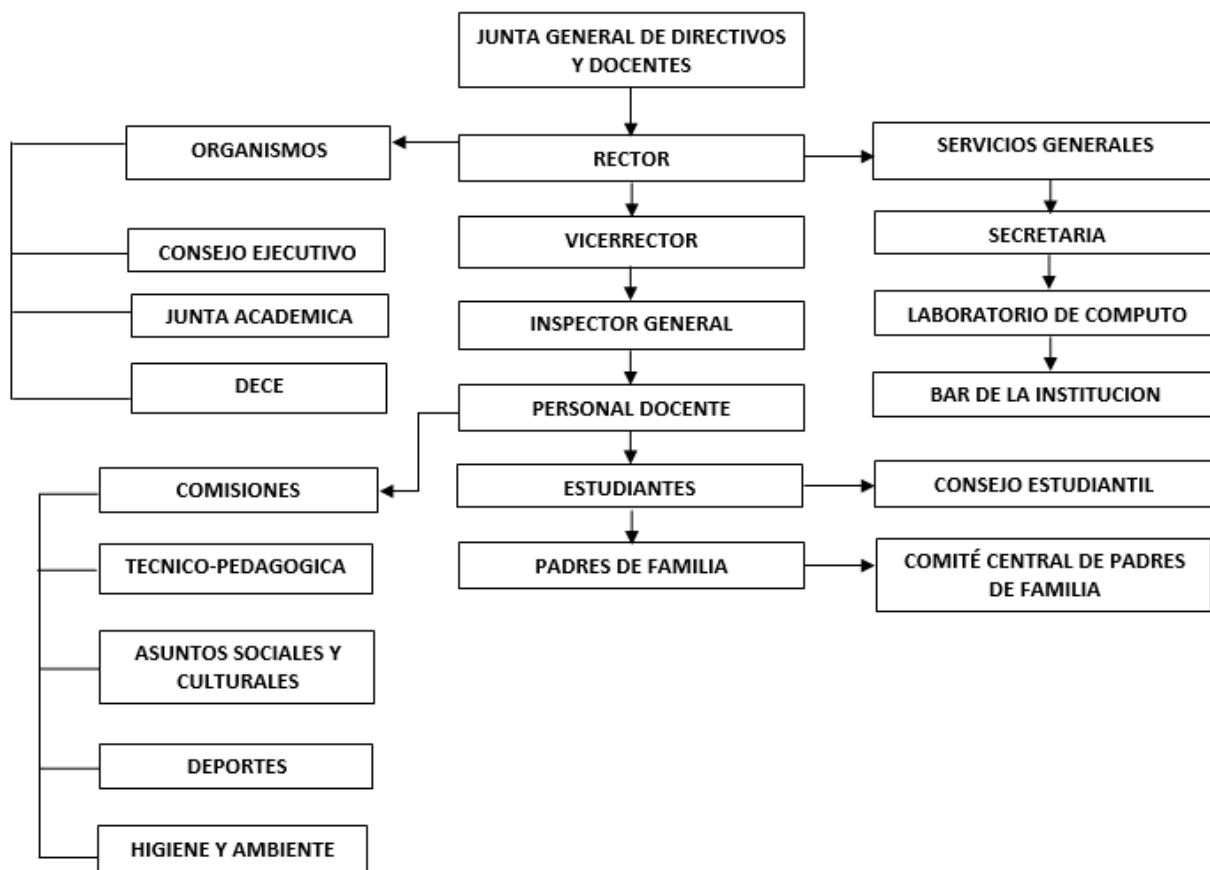 JUNTA GENERAL DE DIRECTIVOS
Y DOCENTES
ORGANISMOS
RECTOR
SERVICIOS GENERALES
CONSEJO EJECUTIVO
VICERRECTOR
SECRETARIA
JUNTA ACADEMICA
INSPECTOR GENERAL
LABORATORIO DE COMPUTO
DECE
PERSONAL DOCENTE
BAR DE LA INSTITUCION
COMISIONES
ESTUDIANTES
CONSEJO ESTUDIANTIL
TECNICO-PEDAGOGICA
PADRES DE FAMILIA
COMITÉ CENTRAL DE PADRES
DE FAMILIA
ASUNTOS SOCIALES Y
CULTURALES
DEPORTES
HIGIENE Y AMBIENTE